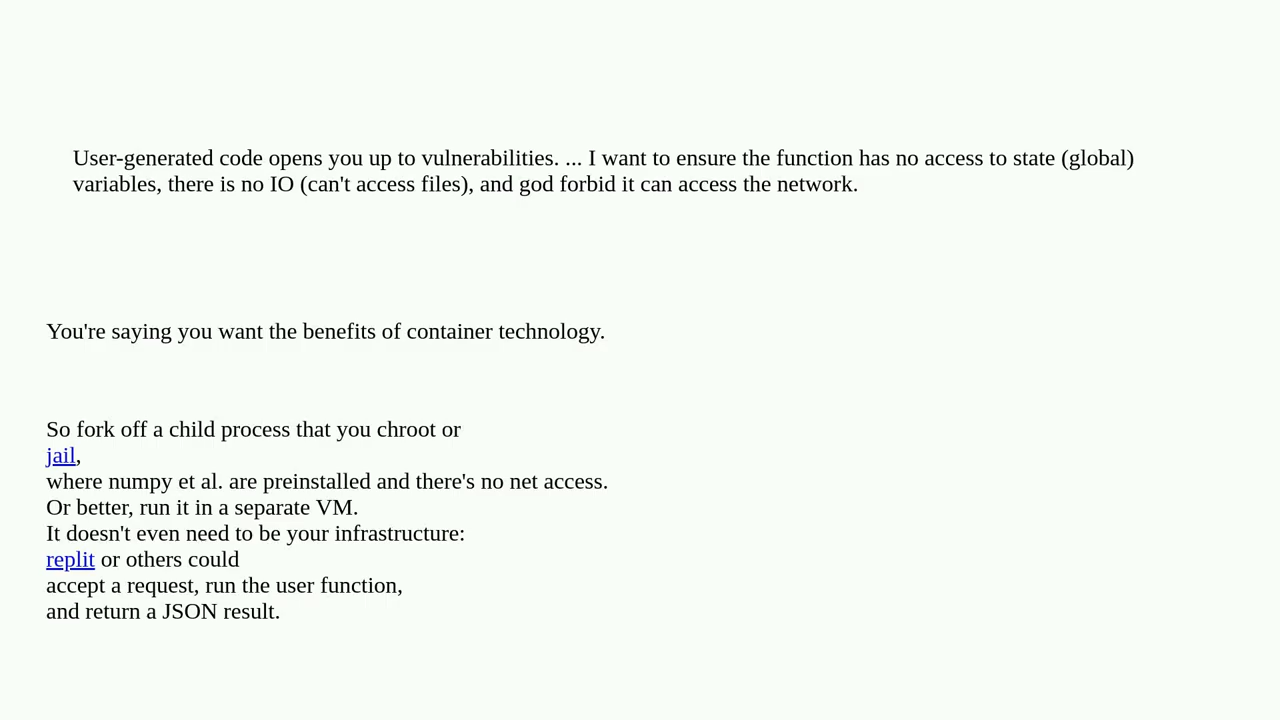 User-generated code opens you up to vulnerabilities. ... I want to ensure the function has no access to state (global)
variables, there is no IO (can't access files), and god forbid it can access the network.
You're saying you want the benefits of container technology.
So fork off a child process that you chroot or
jail,
where numpy et al. are preinstalled and there's no net access.
Or better, run it in a separate VM.
It doesn't even need to be your infrastructure:
replit or others could
accept a request, run the user function,
and return a JSON result.